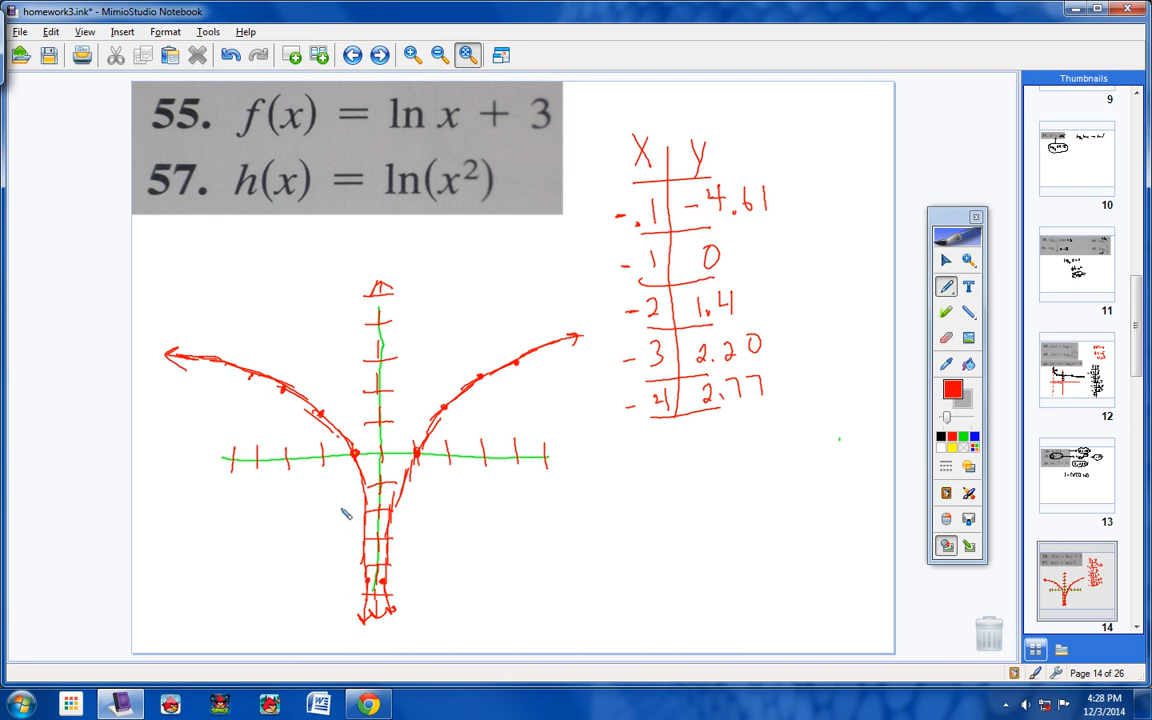 homework3.ink* - MimioStudio Notebook
File Edit View Insert Format Tools Help
55. f(x) = ln x + 3
57. h(x) = ln(x²)
X Y
-.1 -4.61
-1 0
-2 1.4
-3 2.20
-4 2.77
Thumbnails
9
10
11
12
13
14
Page 14 of 26
4:28 PM
12/3/2014